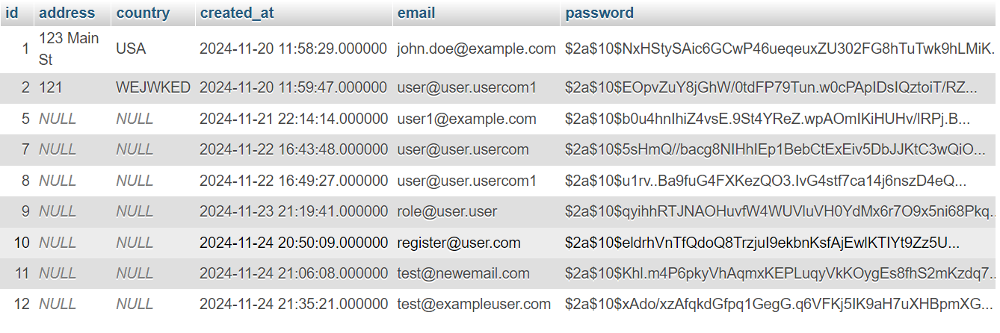 id address country created_at email password
1 123 Main St USA 2024-11-20 11:58:29.000000 john.doe@example.com $2a$10$NxHStySAic6GCwP46ueqeuxZU302FG8hTuTwk9hLMiK.
2 121 WEJWKED 2024-11-20 11:59:47.000000 user@user.usercom1 $2a$10$EOpvZuY8jGhW/0tdFP79Tun.w0cPApIDsIQztoiT/RZ...
5 NULL NULL 2024-11-21 22:14:14.000000 user1@example.com $2a$10$b0u4hnIhiZ4vsE.9St4YReZ.wpAOmIKiHUHv/lRPj.B...
7 NULL NULL 2024-11-22 16:43:48.000000 user@user.usercom $2a$10$5sHmQ//bacg8NIHhIEp1BebCtExEiv5DbJJKtC3wQiO...
8 NULL NULL 2024-11-22 16:49:27.000000 user@user.usercom1 $2a$10$u1rv..Ba9fuG4FXKezQO3.IvG4stf7ca14j6nszD4eQ...
9 NULL NULL 2024-11-23 21:19:41.000000 role@user.user $2a$10$qyihhRTJNAOHuvfW4WUVluVH0YdMx6r7O9x5ni68Pkq..
10 NULL NULL 2024-11-24 20:50:09.000000 register@user.com $2a$10$eldrhVnTfQdoQ8TrzjuI9ekbnKsfAjEwlKTIYt9Zz5U...
11 NULL NULL 2024-11-24 21:06:08.000000 test@newemail.com $2a$10$Khl.m4P6pkyVhAqmxKEPLuqyVkKOygEs8fhS2mKzdq7..
12 NULL NULL 2024-11-24 21:35:21.000000 test@exampleuser.com $2a$10$xAdo/xzAfqkdGfpq1GegG.q6VFKj5IK9aH7uXHBpmXG...